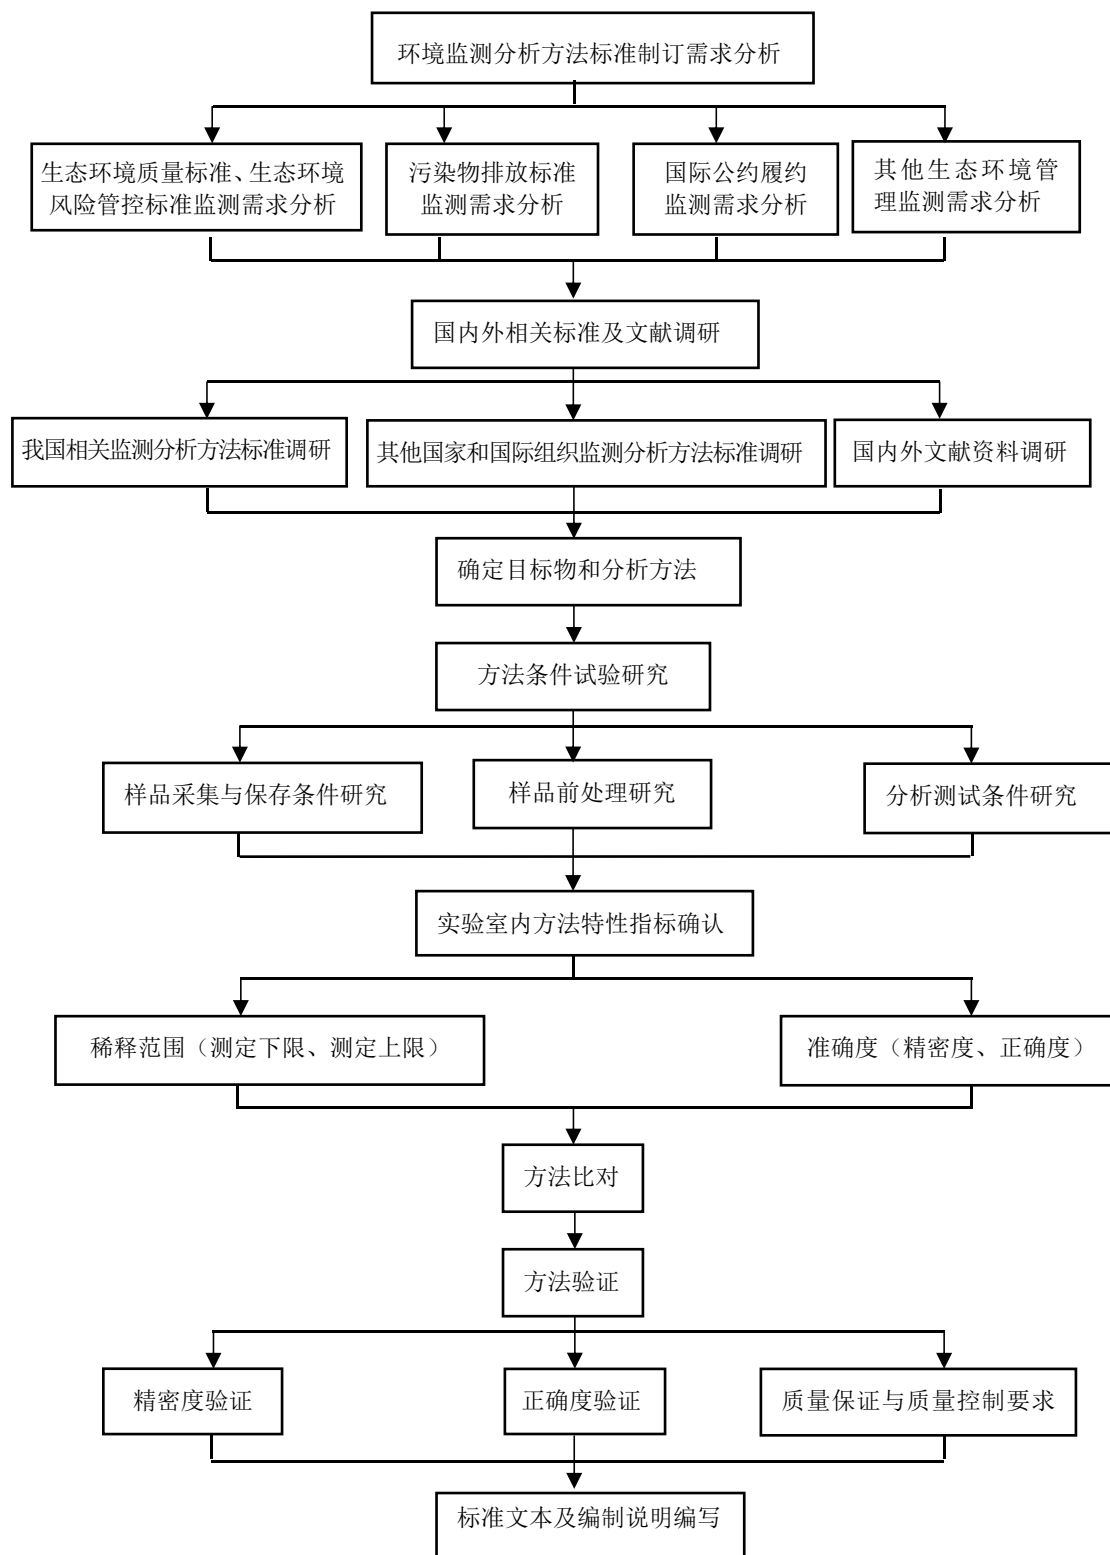 环境监测分析方法标准制订需求分析
生态环境质量标准、生态环境
风险管控标准监测需求分析
污染物排放标准
监测需求分析
国际公约履约
监测需求分析
其他生态环境管
理监测需求分析
国内外相关标准及文献调研
我国相关监测分析方法标准调研
其他国家和国际组织监测分析方法标准调研
国内外文献资料调研
确定目标物和分析方法
方法条件试验研究
样品采集与保存条件研究
样品前处理研究
分析测试条件研究
实验室内方法特性指标确认
稀释范围（测定下限、测定上限）
准确度（精密度、正确度）
方法比对
方法验证
精密度验证
正确度验证
质量保证与质量控制要求
标准文本及编制说明编写